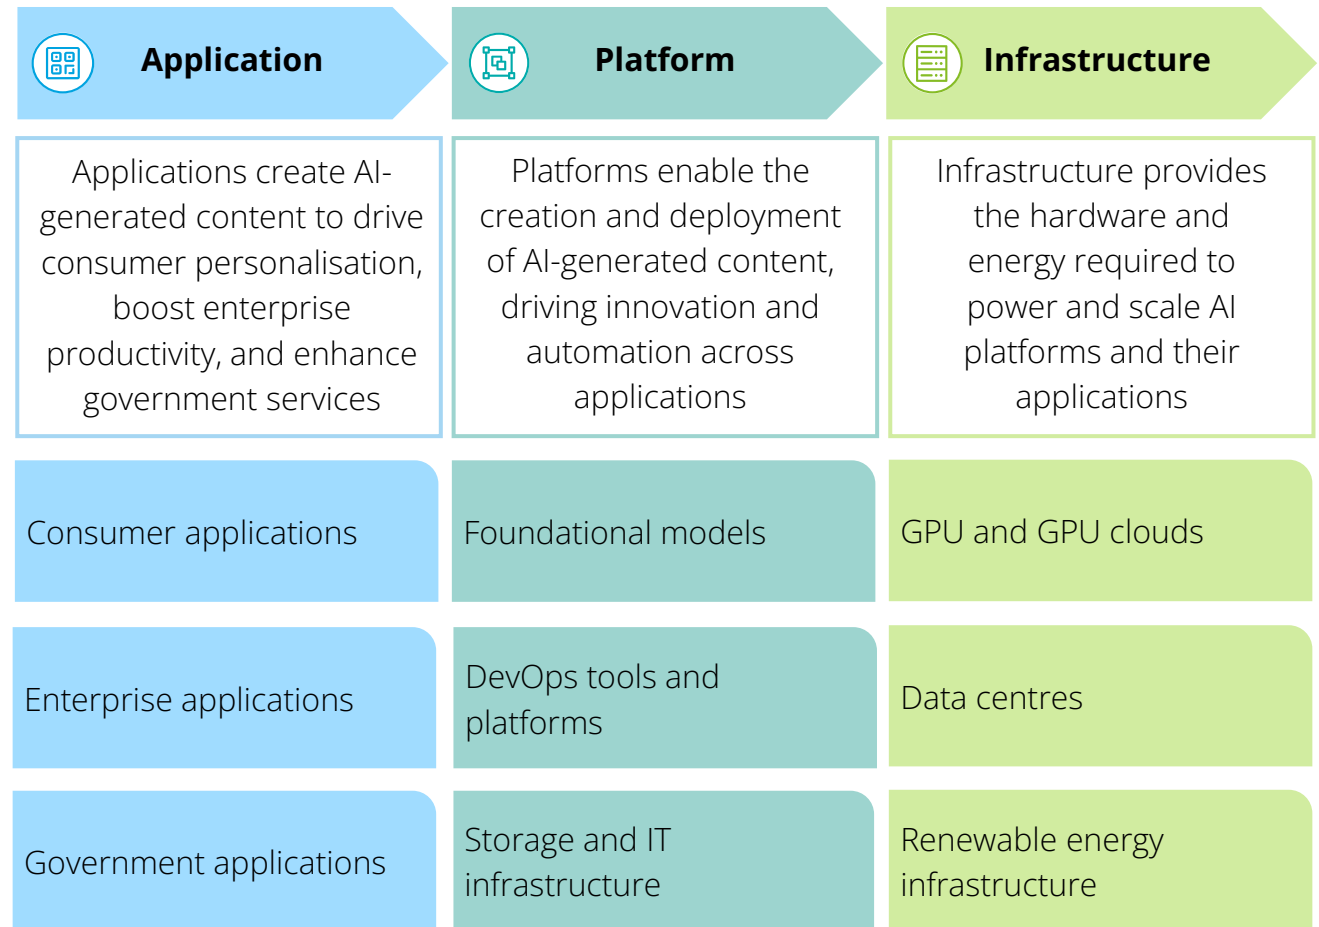 Application
Platform
Infrastructure
Applications create AI-
generated content to drive
consumer personalisation,
boost enterprise
productivity, and enhance
government services
Platforms enable the
creation and deployment
of AI-generated content,
driving innovation and
automation across
applications
Infrastructure provides
the hardware and
energy required to
power and scale AI
platforms and their
applications
Consumer applications
Foundational models
GPU and GPU clouds
Enterprise applications
DevOps tools and
platforms
Data centres
Government applications
Storage and IT
infrastructure
Renewable energy
infrastructure